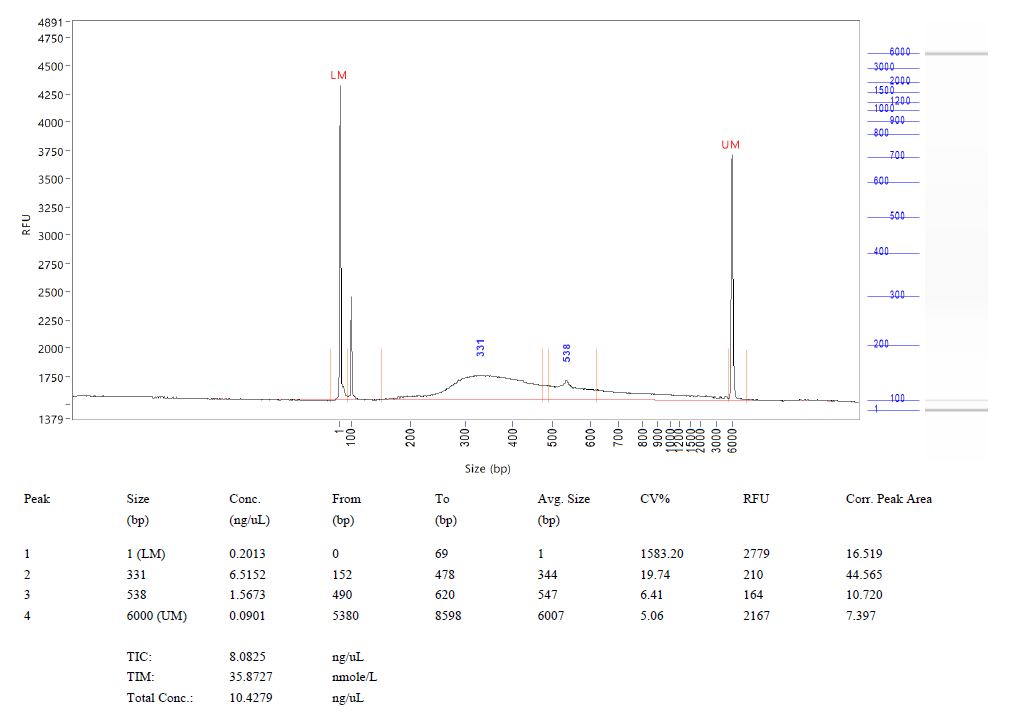 4891
4750
4500
4250
4000
3750
3500
3250
3000
2750
2500
2250
2000
1750
1379
RFU
LM
UM
331
538
1 100 200 300 400 500 600 700 800 900 1000 1200 1500 2000 3000 6000
Size (bp)
6000
3000
2000
1500
1200
1000
900
800
700
600
500
400
300
200
100
1
Peak Size Conc. From To Avg. Size CV% RFU Corr. Peak Area
(bp) (ng/uL) (bp) (bp) (bp)
1 1 (LM) 0.2013 0 69 1 1583.20 2779 16.519
2 331 6.5152 152 478 344 19.74 210 44.565
3 538 1.5673 490 620 547 6.41 164 10.720
4 6000 (UM) 0.0901 5380 8598 6007 5.06 2167 7.397
TIC: 8.0825 ng/uL
TIM: 35.8727 nmole/L
Total Conc.: 10.4279 ng/uL